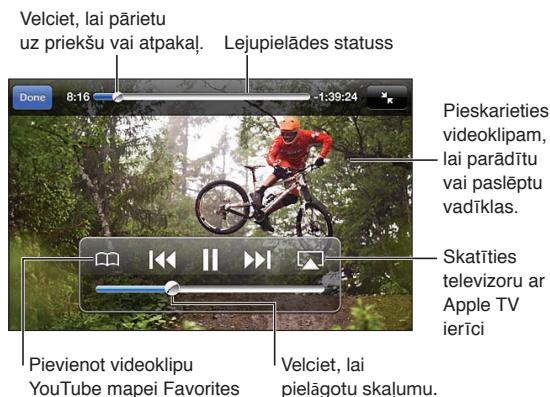 Velciet, lai pārietu
uz priekšu vai atpakaļ.
Lejupielādes statuss
Done
8:16
-1:39:24
Pieskarieties
videoklipam,
lai parādītu
vai paslēptu
vadīklas.
Skatīties
televizoru ar
Apple TV
ierīci
Pievienot videoklipu
YouTube mapei Favorites
Velciet, lai
pielāgotu skaļumu.